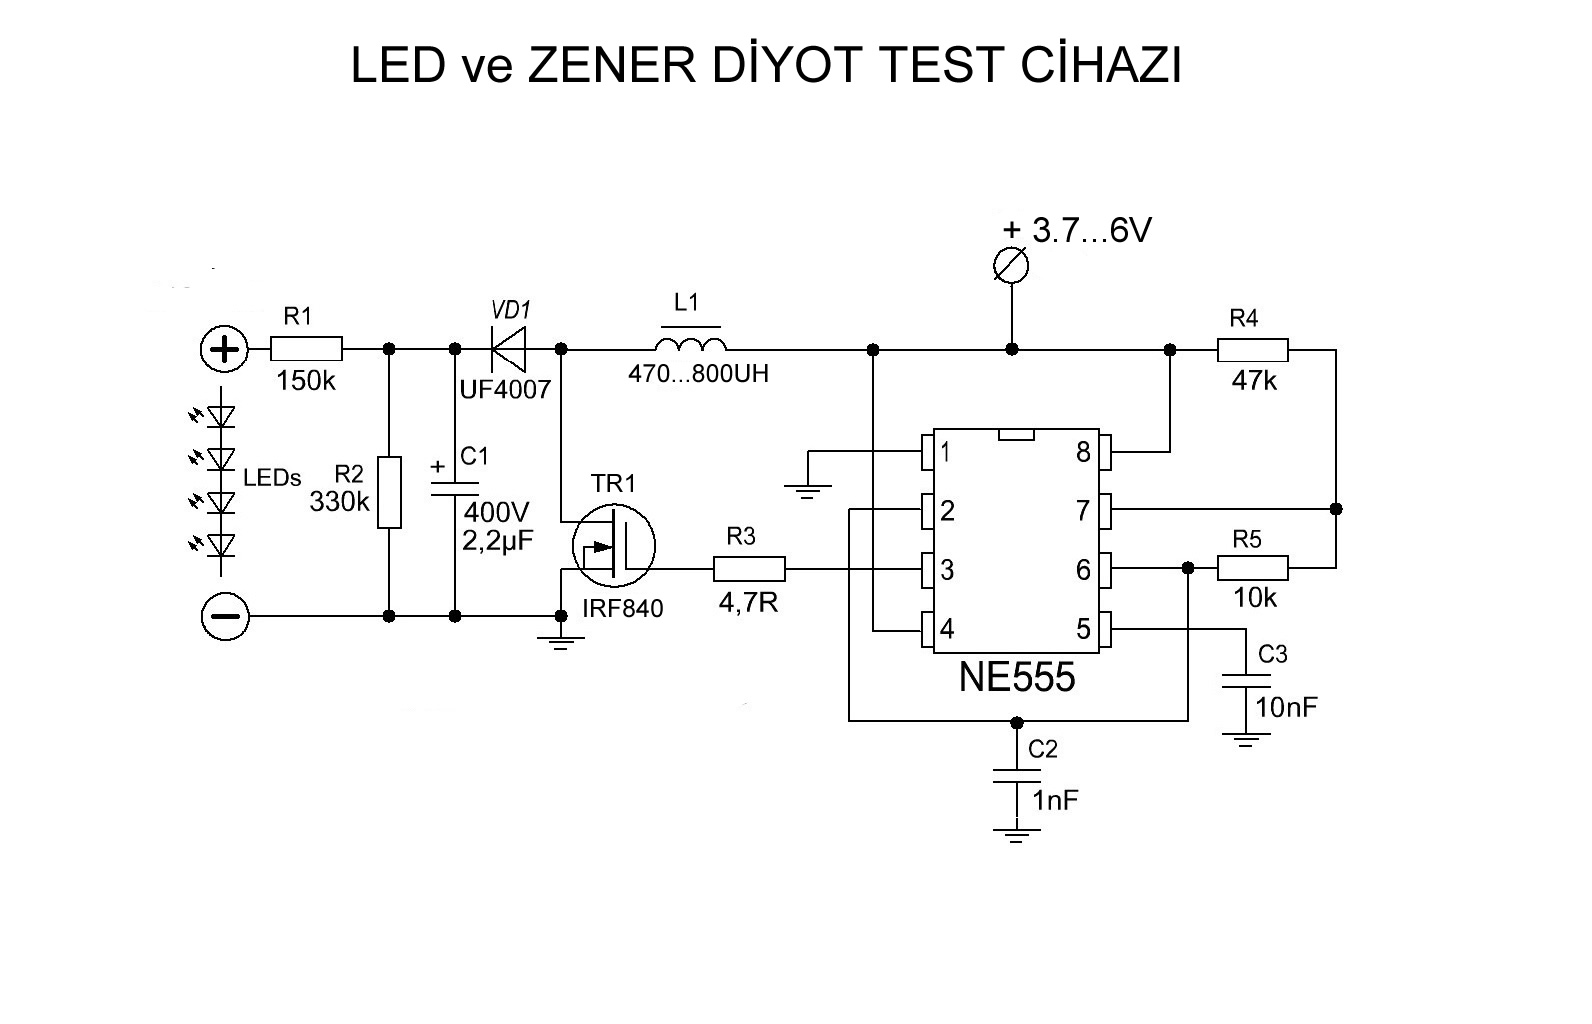 LED ve ZENER DİYOT TEST CİHAZI
+ 3.7...6V
R1
150k
VD1
UF4007
L1
470...800UH
R4
47k
+
LEDs
R2
330k
+ C1
400V
2,2µF
TR1
IRF840
R3
4,7R
1
2
3
4
8
7
6
5
NE555
R5
10k
C3
10nF
C2
1nF
−